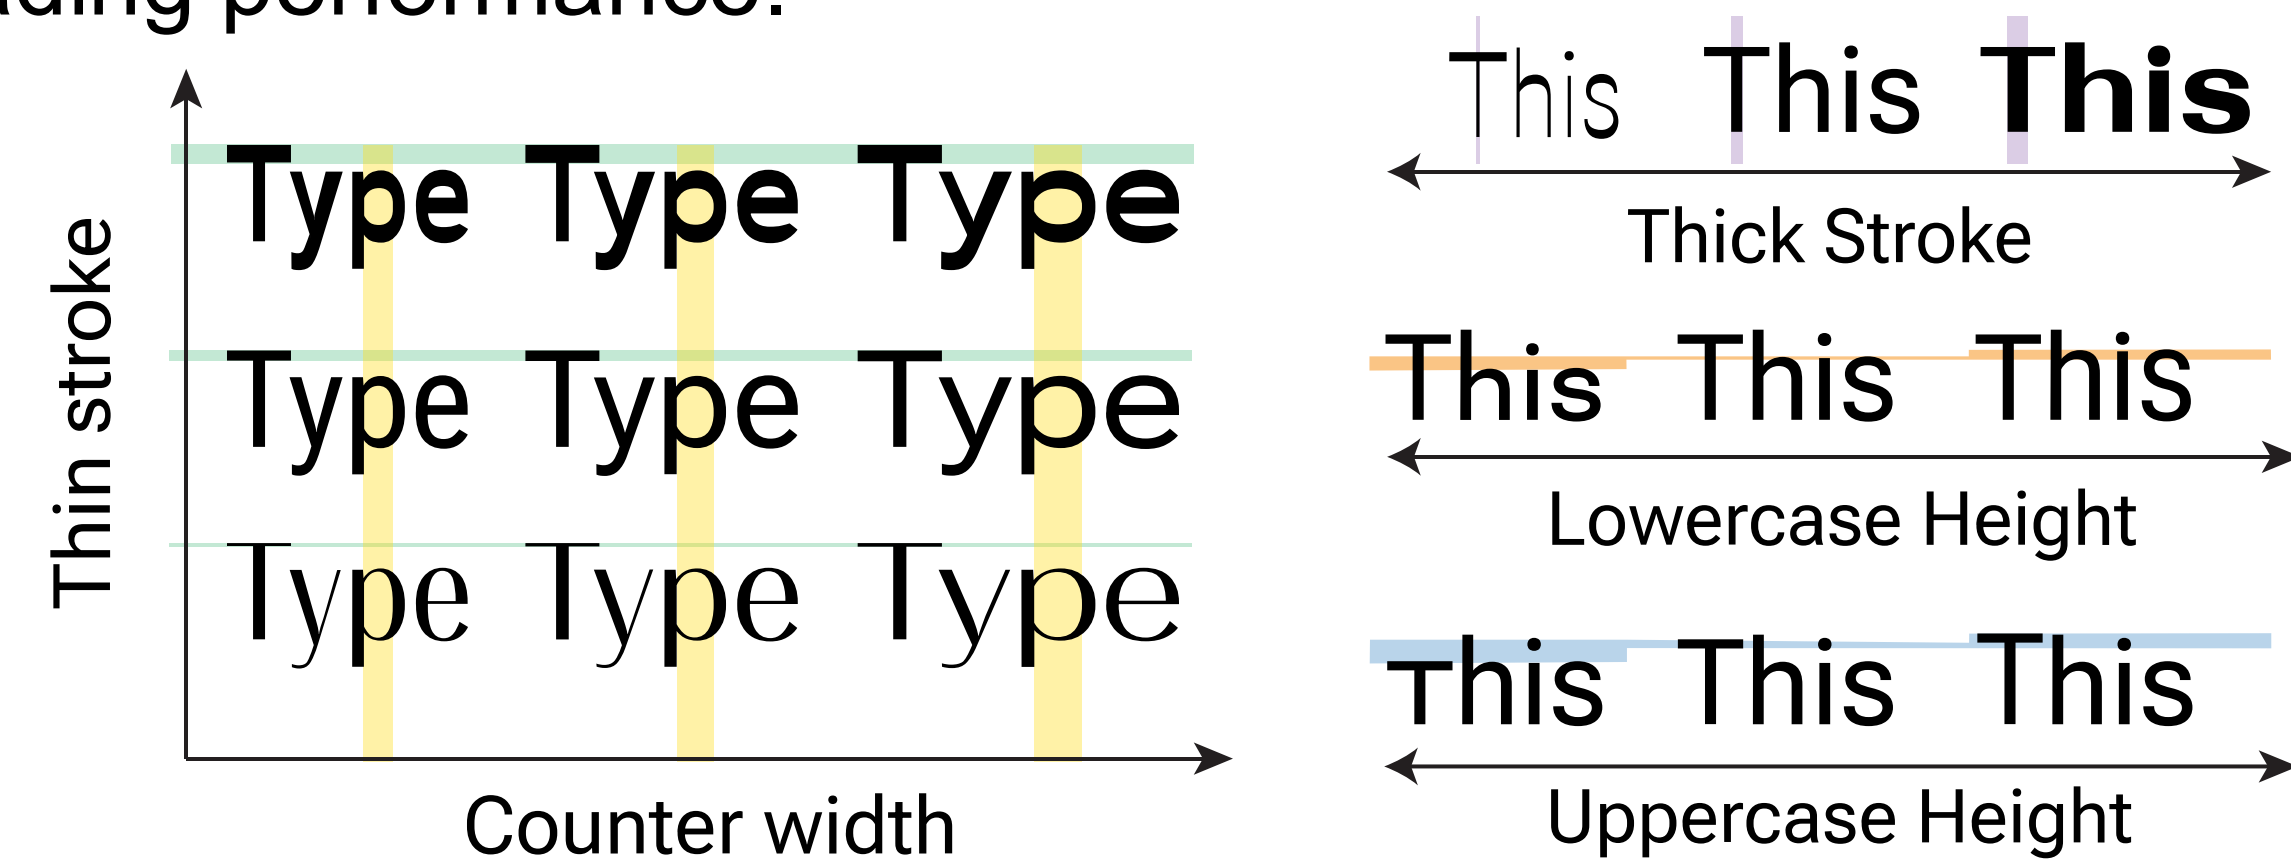 performance.
Type Type Type
Type Type Type
Type Type Type
Thin stroke
Counter width
This This This
Thick Stroke
This This This
Lowercase Height
This This This
Uppercase Height